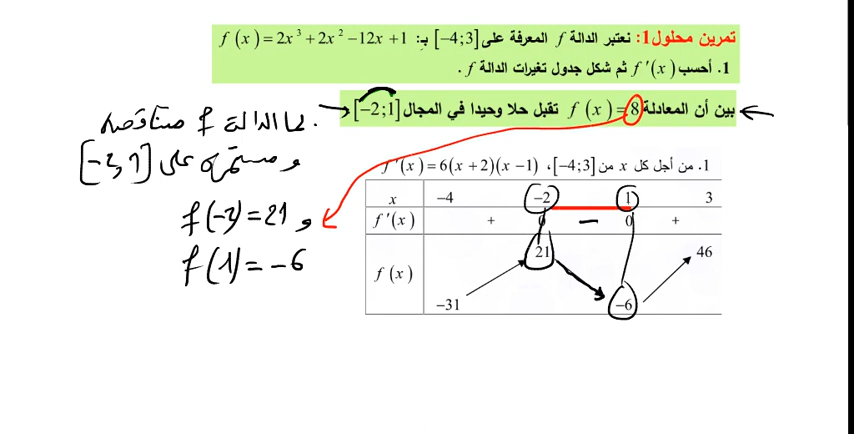 تمرين محلول1: نعتبر الدالة f المعرفة على [-4;3] بـ: f(x)=2x³+2x²-12x+1
1. أحسب f'(x) ثم شكل جدول تغيرات الدالة f.
بين أن المعادلة f(x)=8 تقبل حلا وحيدا في المجال [-2;1]
لما الدالة f متناقصة
و مستمرة على [-2,1]
و f(-2)=21
f(1)=-6
1. من أجل كل x من [-4;3]، f'(x)=6(x+2)(x-1)
x -4 -2 1 3
f'(x) + 0 - 0 +
21 46
f(x)
-31 -6